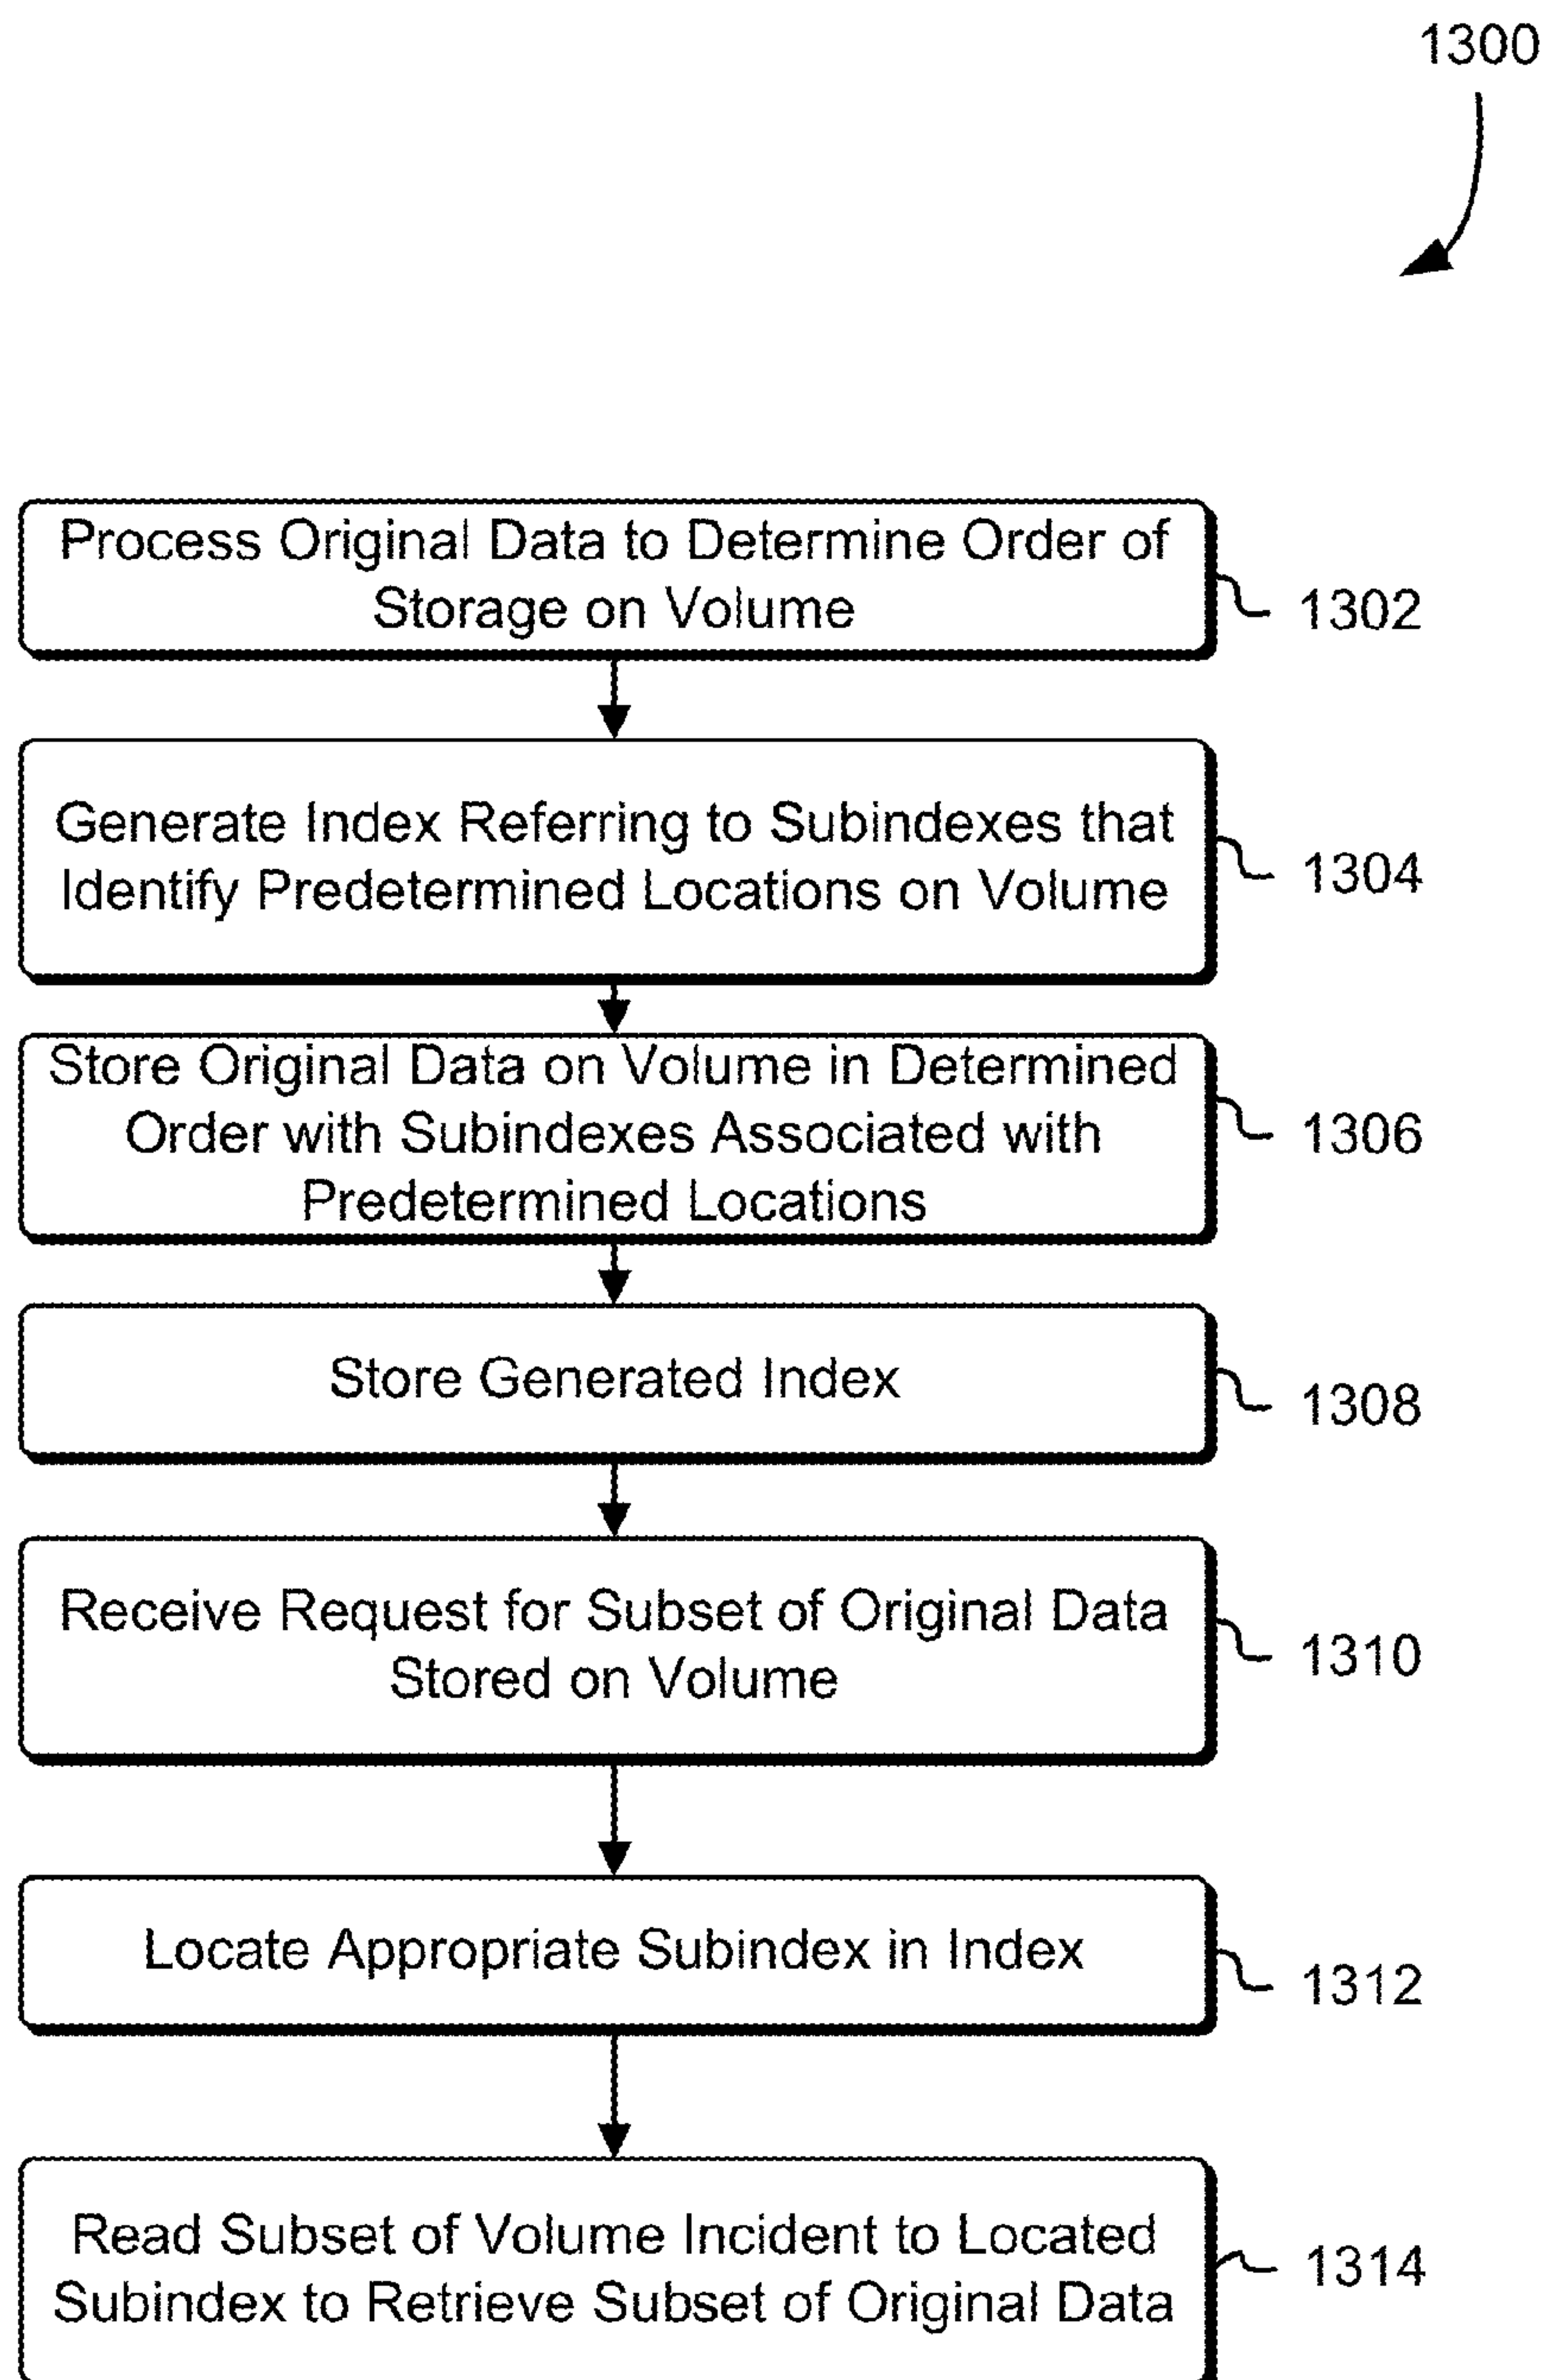 1300
Process Original Data to Determine Order of
Storage on Volume
1302
Generate Index Referring to Subindexes that
Identify Predetermined Locations on Volume
1304
Store Original Data on Volume in Determined
Order with Subindexes Associated with
Predetermined Locations
1306
Store Generated Index
1308
Receive Request for Subset of Original Data
Stored on Volume
1310
Locate Appropriate Subindex in Index
1312
Read Subset of Volume Incident to Located
Subindex to Retrieve Subset of Original Data
1314